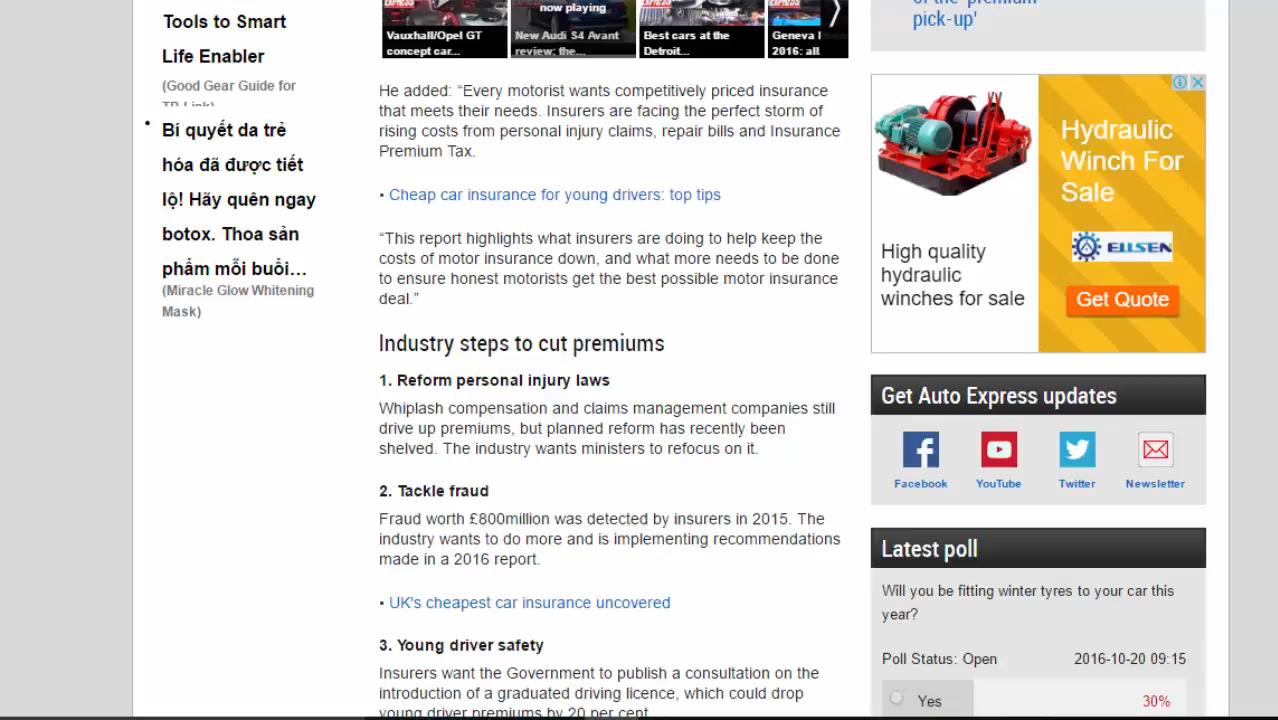 Tools to Smart
Life Enabler
(Good Gear Guide for
TP-Link)
• Bí quyết da trẻ
hóa đã được tiết
lộ! Hãy quên ngay
botox. Thoa sản
phẩm mỗi buổi…
(Miracle Glow Whitening
Mask)
Vauxhall/Opel GT
concept car...
now playing
New Audi S4 Avant
review: the...
Best cars at the
Detroit...
Geneva
2016: all
He added: “Every motorist wants competitively priced insurance
that meets their needs. Insurers are facing the perfect storm of
rising costs from personal injury claims, repair bills and Insurance
Premium Tax.
• Cheap car insurance for young drivers: top tips
“This report highlights what insurers are doing to help keep the
costs of motor insurance down, and what more needs to be done
to ensure honest motorists get the best possible motor insurance
deal.”
Industry steps to cut premiums
1. Reform personal injury laws
Whiplash compensation and claims management companies still
drive up premiums, but planned reform has recently been
shelved. The industry wants ministers to refocus on it.
2. Tackle fraud
Fraud worth £800million was detected by insurers in 2015. The
industry wants to do more and is implementing recommendations
made in a 2016 report.
• UK's cheapest car insurance uncovered
3. Young driver safety
Insurers want the Government to publish a consultation on the
introduction of a graduated driving licence, which could drop
young driver premiums by 20 per cent.
of the 'premium
pick-up'
Hydraulic
Winch For
Sale
ELLSEN
Get Quote
High quality
hydraulic
winches for sale
Get Auto Express updates
Facebook YouTube Twitter Newsletter
Latest poll
Will you be fitting winter tyres to your car this
year?
Poll Status: Open 2016-10-20 09:15
Yes 30%